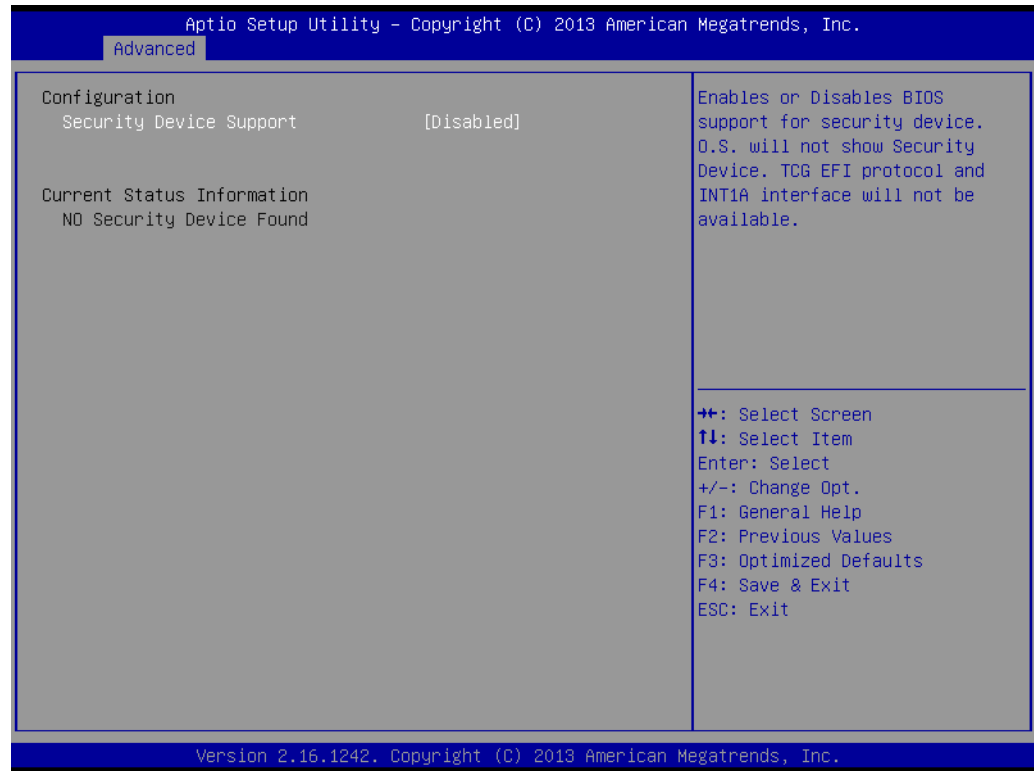 Aptio Setup Utility – Copyright (C) 2013 American Megatrends, Inc.
Advanced
Configuration
Security Device Support [Disabled]
Current Status Information
NO Security Device Found
Enables or Disables BIOS
support for security device.
O.S. will not show Security
Device. TCG EFI protocol and
INT1A interface will not be
available.
→←: Select Screen
↑↓: Select Item
Enter: Select
+/-: Change Opt.
F1: General Help
F2: Previous Values
F3: Optimized Defaults
F4: Save & Exit
ESC: Exit
Version 2.16.1242. Copyright (C) 2013 American Megatrends, Inc.